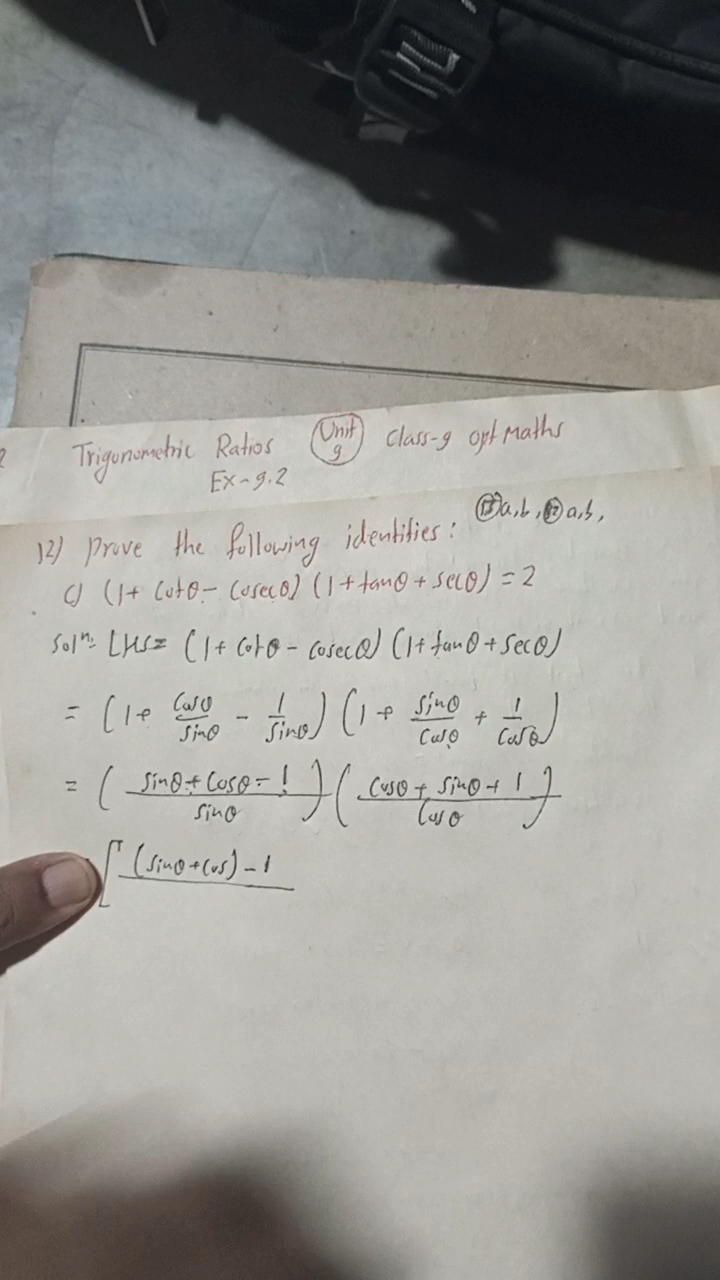 Trigonometric Ratios Unit 9 Class-9 opt Maths
Ex-9.2
a,b, a,b,
12) Prove the following identities:
c) (1+ Cotθ - Cosecθ) (1+tanθ + secθ) = 2
Solⁿ: LHS = (1+ Cotθ - Cosecθ) (1+ tanθ + Secθ)
= (1+ Cosθ/Sinθ - 1/Sinθ) (1+ Sinθ/Cosθ + 1/Cosθ)
= (Sinθ + Cosθ - 1/Sinθ) (Cosθ + Sinθ + 1/Cosθ)
[(Sinθ + Cos) - 1